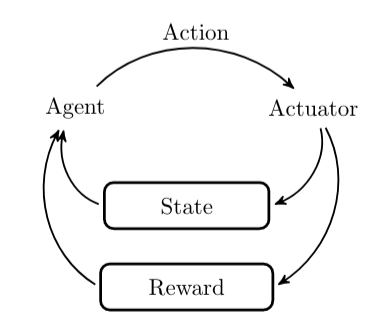 Action
Agent
Actuator
State
Reward